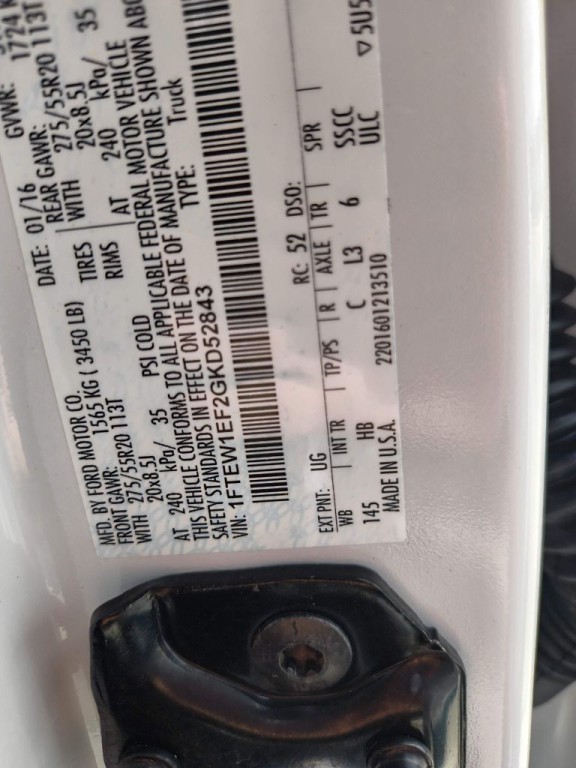 MFD. BY FORD MOTOR CO.
DATE: 01/16 GVWR:
FRONT GAWR: 1565 KG ( 3450 LB) REAR GAWR: 1724 K
WITH 275/55R20 113T TIRES WITH 275/55R20 113T
20x8.5J RIMS 20x8.5J
AT 240 kPa/ 35 PSI COLD AT 240 kPa/ 35
THIS VEHICLE CONFORMS TO ALL APPLICABLE FEDERAL MOTOR VEHICLE
SAFETY STANDARDS IN EFFECT ON THE DATE OF MANUFACTURE SHOWN ABO
VIN: 1FTEW1EF2GKD52843 TYPE: Truck
EXT PNT: UG RC: 52 DSO:
WB INT TR TP/PS R AXLE TR SPR
145 HB C L3 6 SSCC
MADE IN U.S.A. 2201601213510 ULC
▽ 5U5